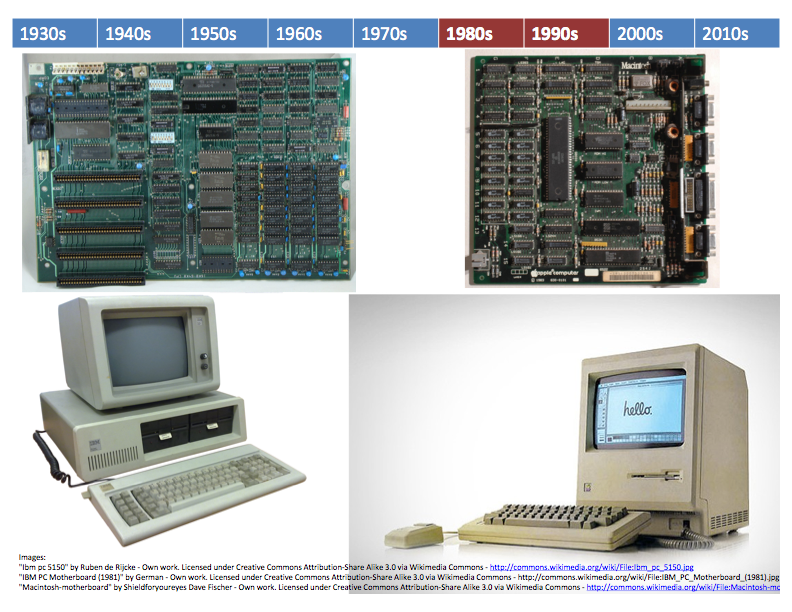 1930s 1940s 1950s 1960s 1970s 1980s 1990s 2000s 2010s
Macintosh
apple computer
IBM
hello.
Images:
"Ibm pc 5150" by Ruben de Rijcke - Own work. Licensed under Creative Commons Attribution-Share Alike 3.0 via Wikimedia Commons - http://commons.wikimedia.org/wiki/File:Ibm_pc_5150.jpg
"IBM PC Motherboard (1981)" by German - Own work. Licensed under Creative Commons Attribution-Share Alike 3.0 via Wikimedia Commons - http://commons.wikimedia.org/wiki/File:IBM_PC_Motherboard_(1981).jpg
"Macintosh-motherboard" by Shieldforyoureyes Dave Fischer - Own work. Licensed under Creative Commons Attribution-Share Alike 3.0 via Wikimedia Commons - http://commons.wikimedia.org/wiki/File:Macintosh-mo